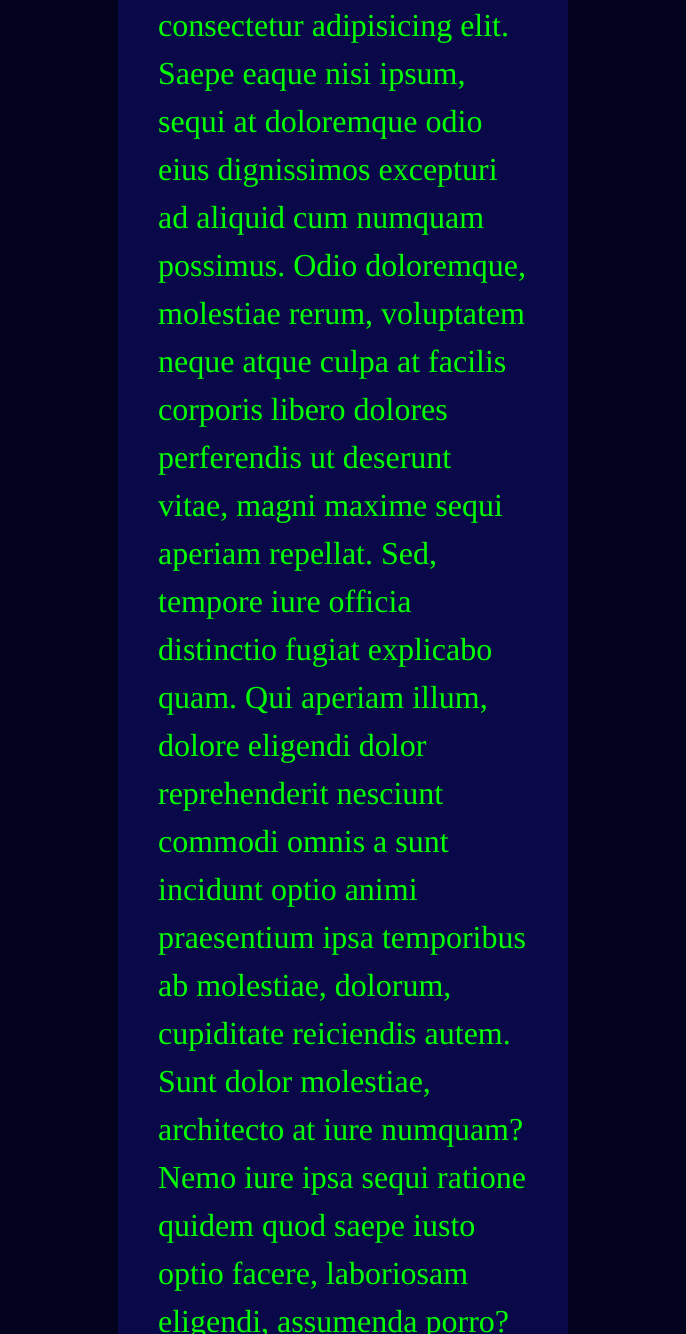 consectetur adipisicing elit.
Saepe eaque nisi ipsum,
sequi at doloremque odio
eius dignissimos excepturi
ad aliquid cum numquam
possimus. Odio doloremque,
molestiae rerum, voluptatem
neque atque culpa at facilis
corporis libero dolores
perferendis ut deserunt
vitae, magni maxime sequi
aperiam repellat. Sed,
tempore iure officia
distinctio fugiat explicabo
quam. Qui aperiam illum,
dolore eligendi dolor
reprehenderit nesciunt
commodi omnis a sunt
incidunt optio animi
praesentium ipsa temporibus
ab molestiae, dolorum,
cupiditate reiciendis autem.
Sunt dolor molestiae,
architecto at iure numquam?
Nemo iure ipsa sequi ratione
quidem quod saepe iusto
optio facere, laboriosam
eligendi, assumenda porro?